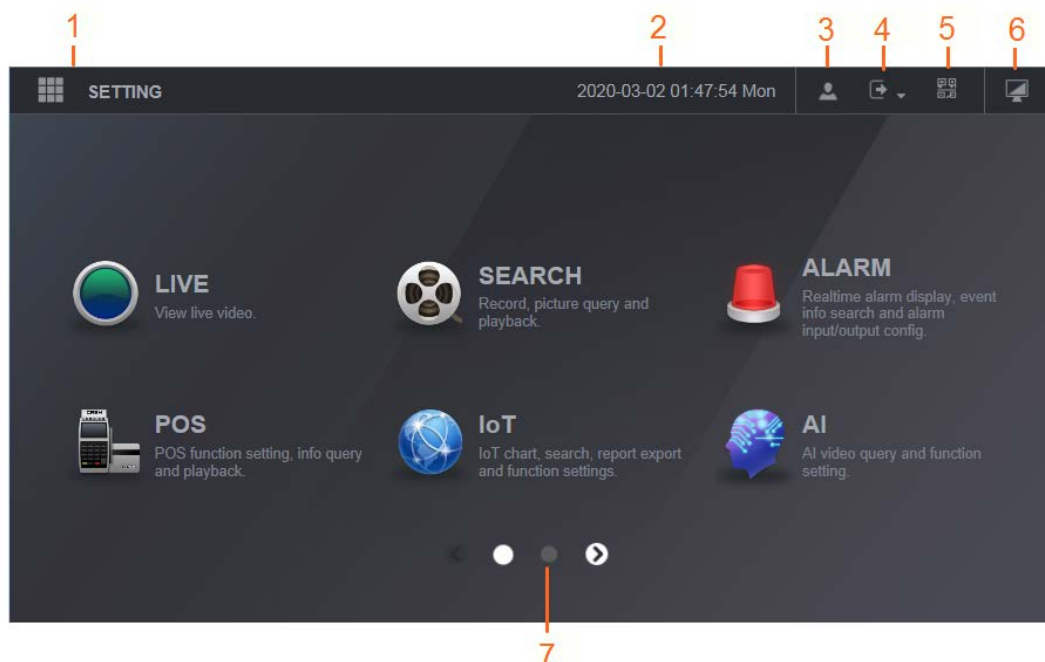 1
2
3
4
5
6
SETTING
2020-03-02 01:47:54 Mon
LIVE
View live video.
SEARCH
Record, picture query and
playback.
ALARM
Realtime alarm display, event
info search and alarm
input/output config.
POS
POS function setting, info query
and playback.
IoT
IoT chart, search, report export
and function settings.
AI
AI video query and function
setting.
7